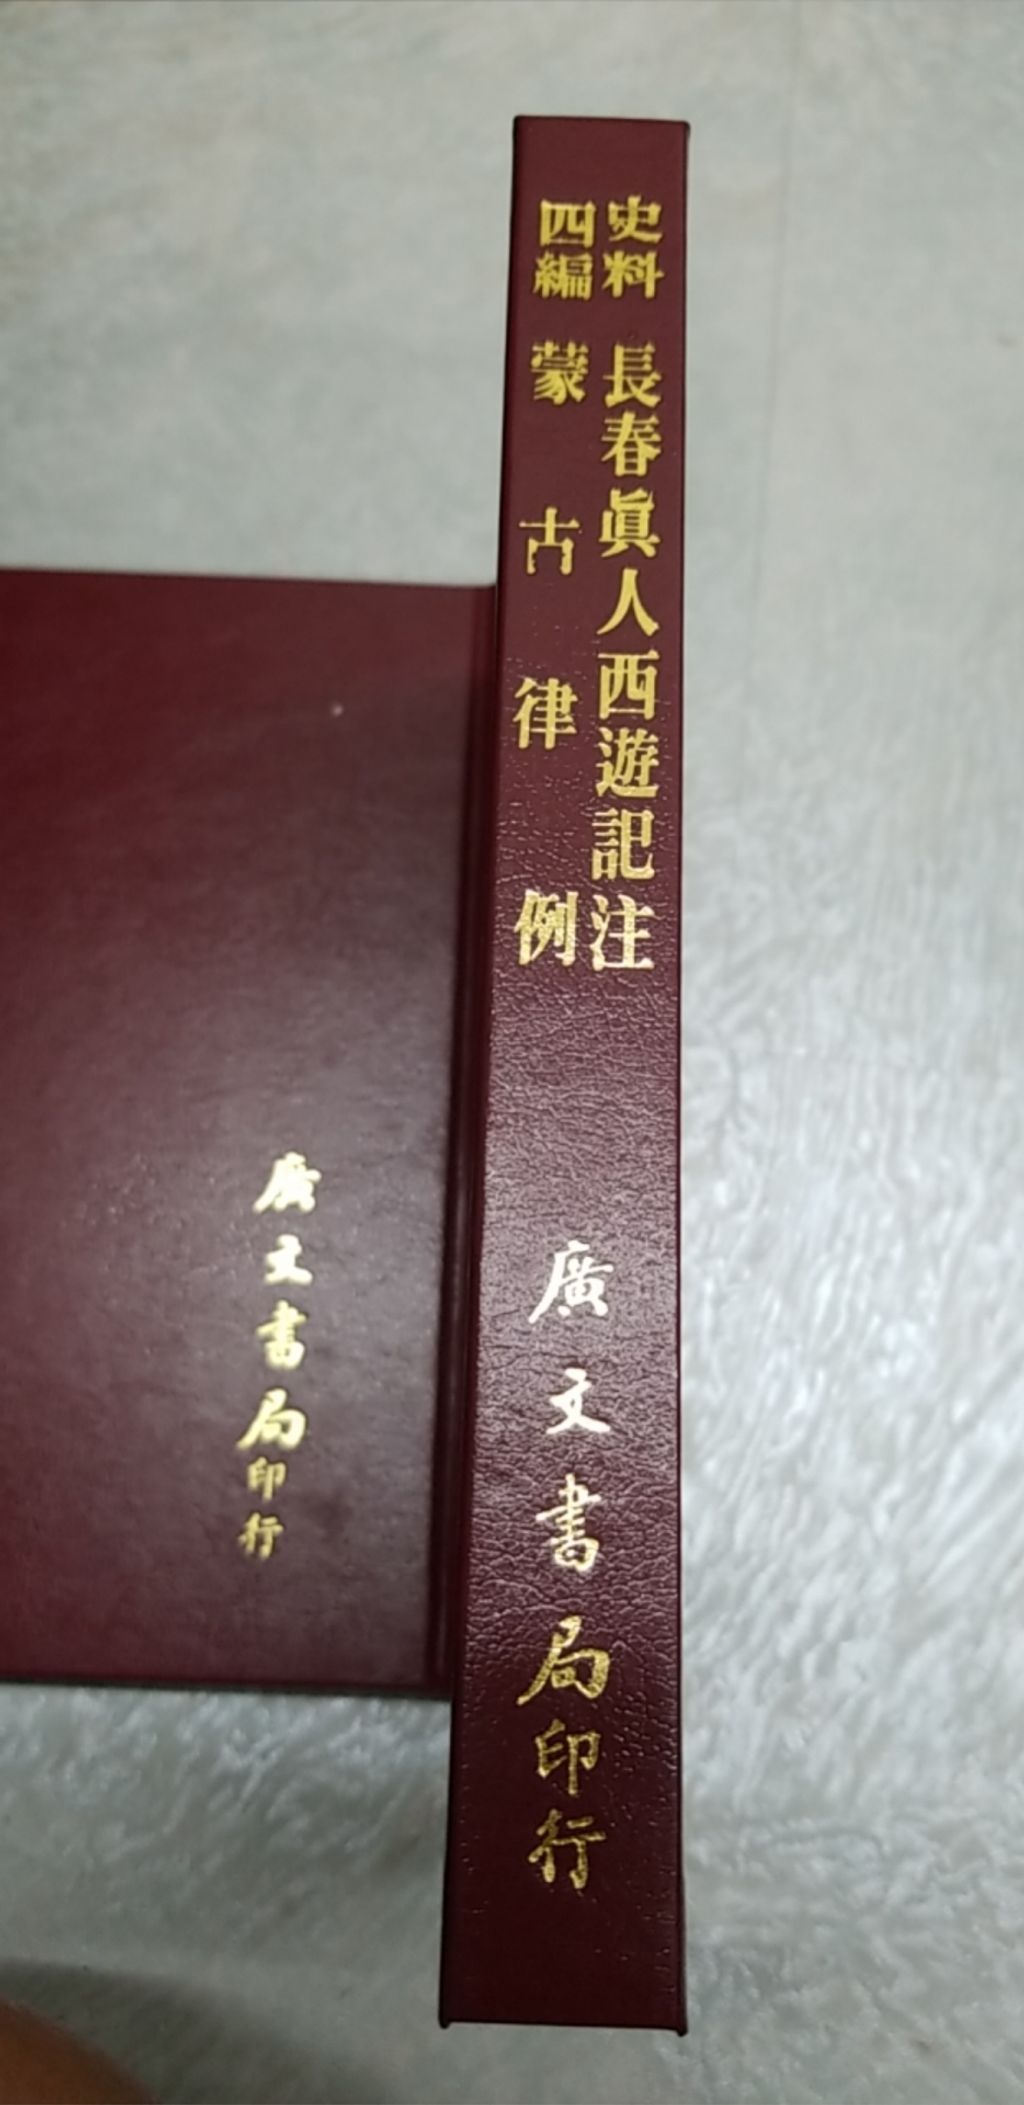 史料
四編
長春眞人西遊記注
蒙古律例
廣文書局印行
廣文書局印行